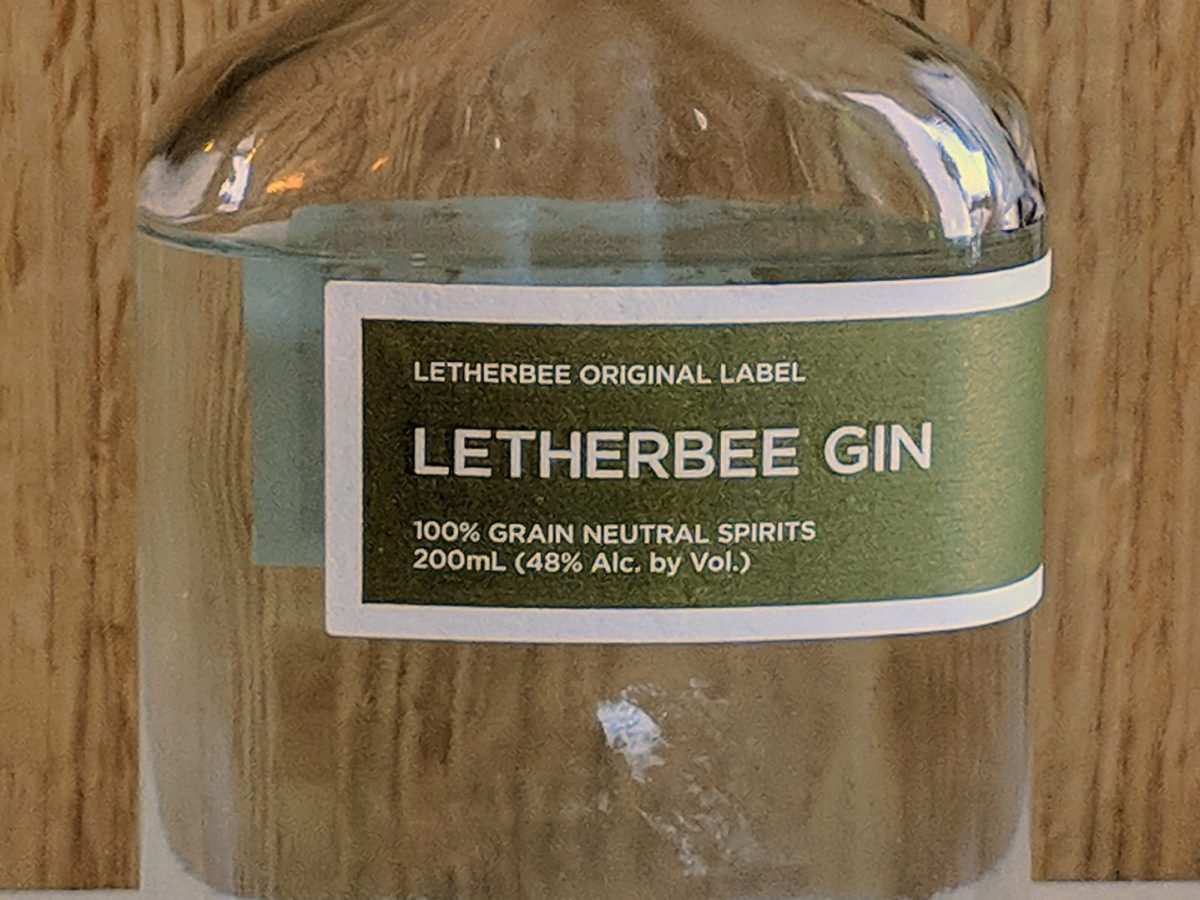 LETHERBEE ORIGINAL LABEL
LETHERBEE GIN
100% GRAIN NEUTRAL SPIRITS
200mL (48% Alc. by Vol.)